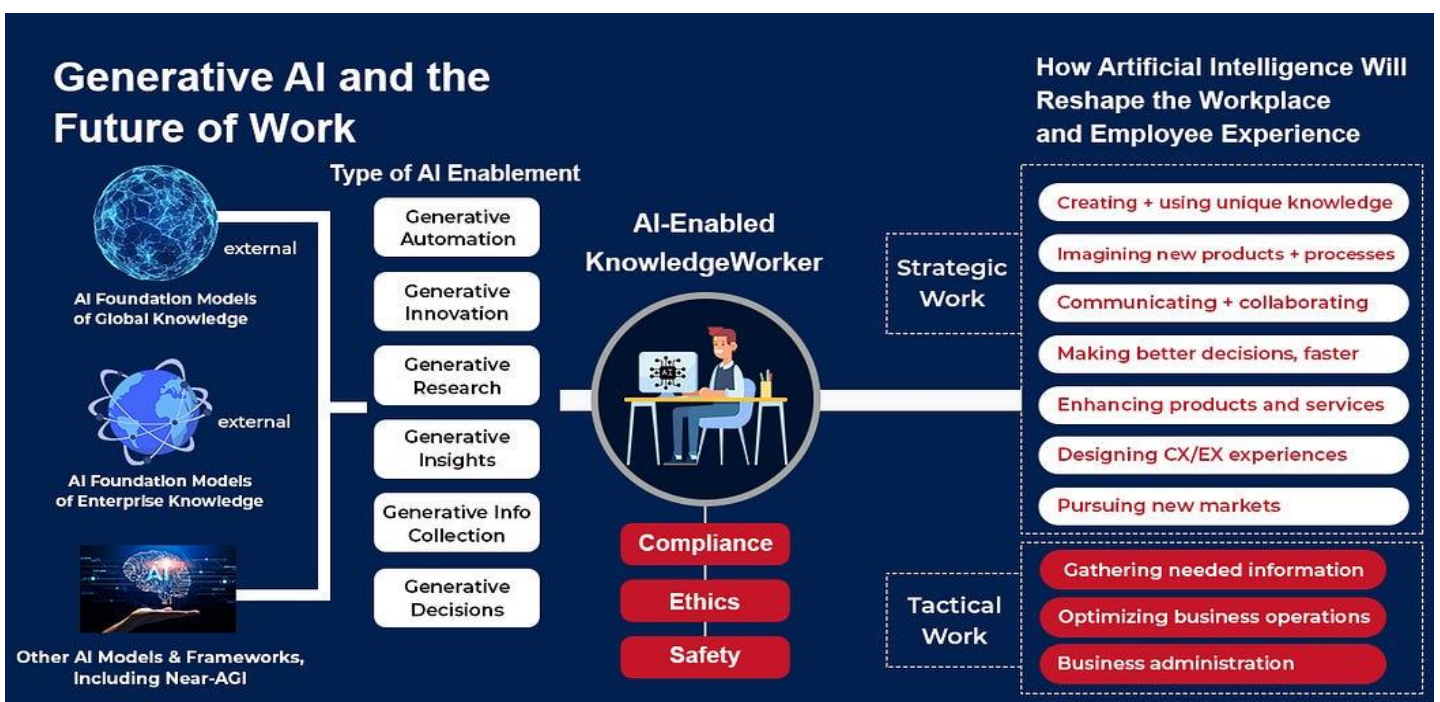 Generative AI and the
Future of Work
How Artificial Intelligence Will
Reshape the Workplace
and Employee Experience
external
AI Foundation Models
of Global Knowledge
external
AI Foundation Models
of Enterprise Knowledge
AI
Other AI Models & Frameworks,
Including Near-AGI
Type of AI Enablement
Generative
Automation
Generative
Innovation
Generative
Research
Generative
Insights
Generative Info
Collection
Generative
Decisions
AI-Enabled
KnowledgeWorker
AI
Compliance
Ethics
Safety
Strategic
Work
Creating + using unique knowledge
Imagining new products + processes
Communicating + collaborating
Making better decisions, faster
Enhancing products and services
Designing CX/EX experiences
Pursuing new markets
Tactical
Work
Gathering needed information
Optimizing business operations
Business administration